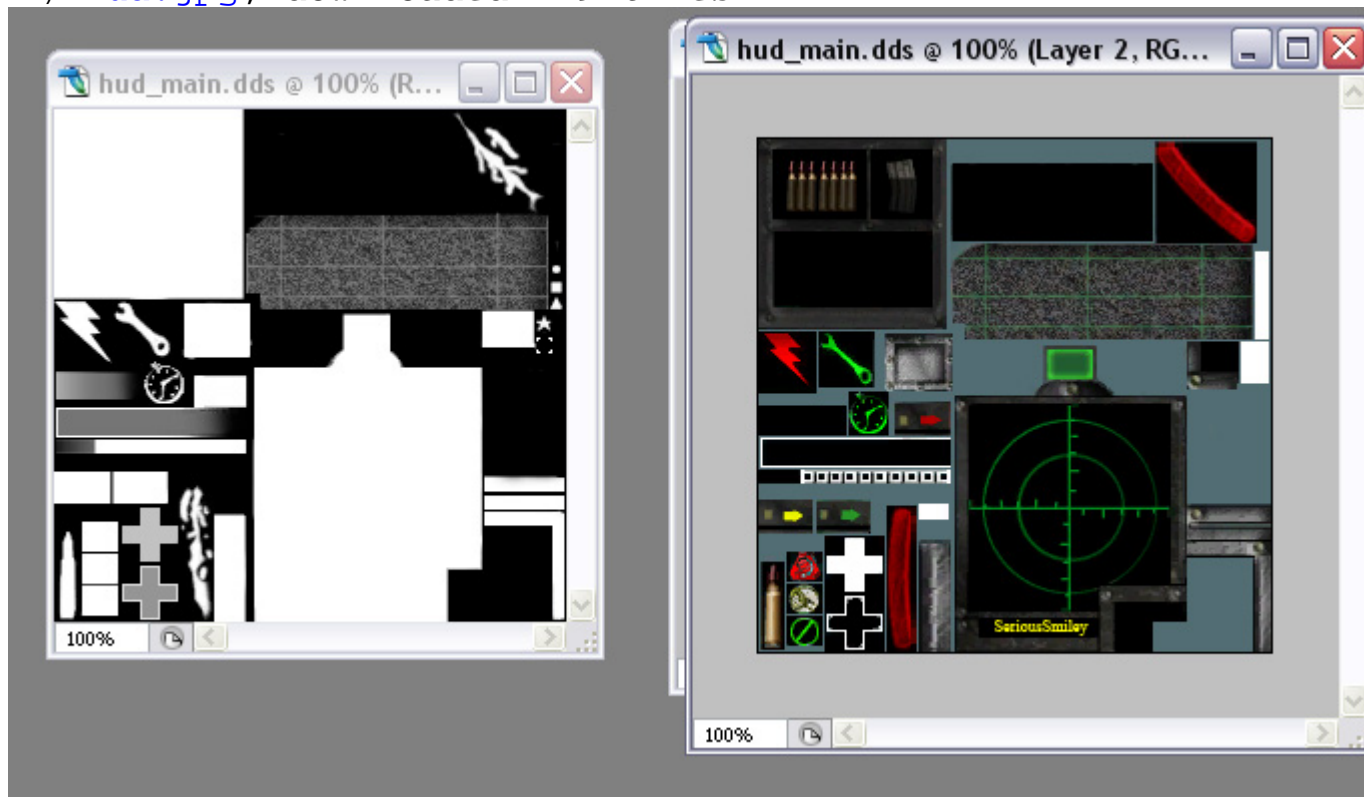 hud_main.dds @ 100% (R...
hud_main.dds @ 100% (Layer 2, RG...
SeriousSmiley
100%
100%